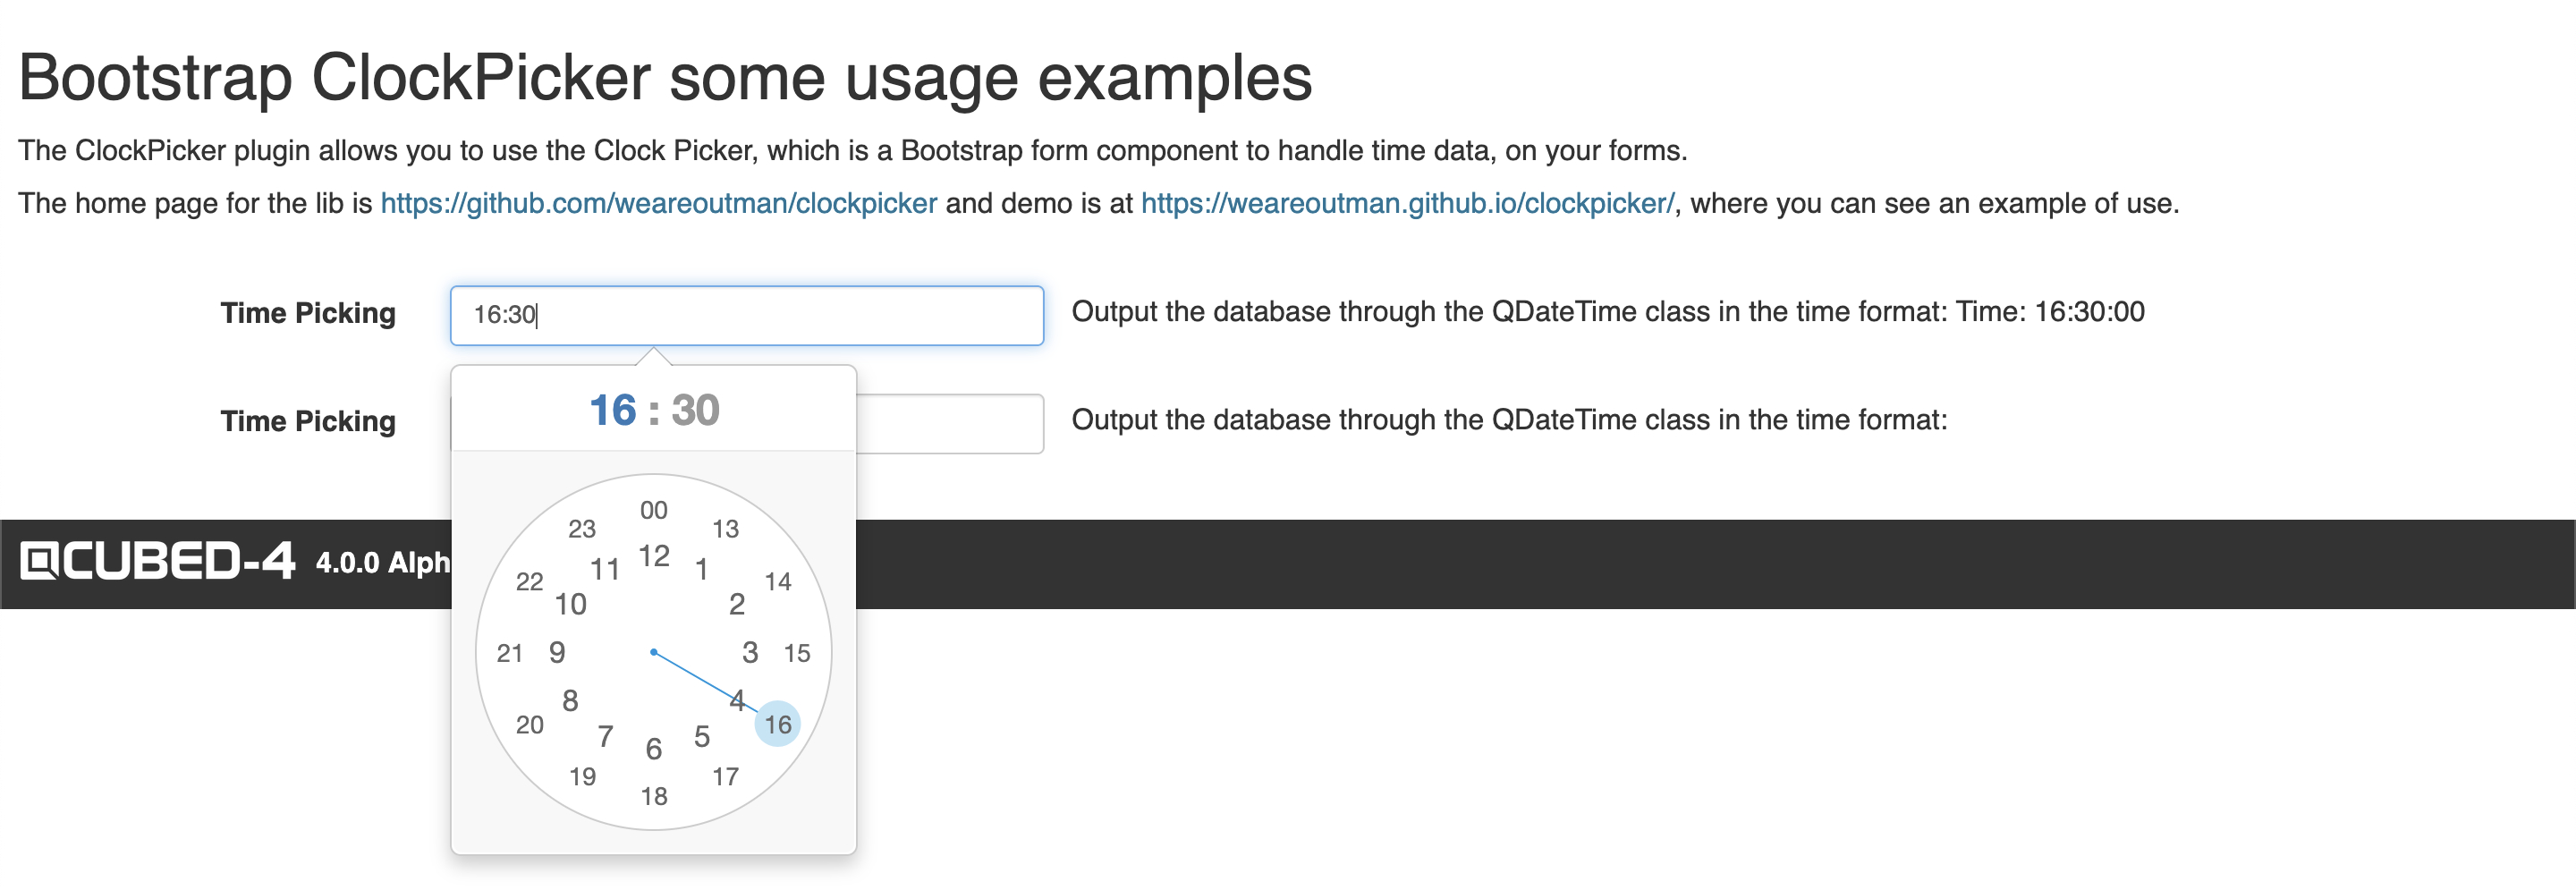 Bootstrap ClockPicker some usage examples
The ClockPicker plugin allows you to use the Clock Picker, which is a Bootstrap form component to handle time data, on your forms.
The home page for the lib is https://github.com/weareoutman/clockpicker and demo is at https://weareoutman.github.io/clockpicker/, where you can see an example of use.
Time Picking 16:30 Output the database through the QDateTime class in the time format: Time: 16:30:00
16 : 30
Time Picking Output the database through the QDateTime class in the time format:
00
23 13
12
11 1
22 14
10 2
21 9 3 15
8 4
20 16
7 5
6
19 17
18
QCUBED-4 4.0.0 Alph